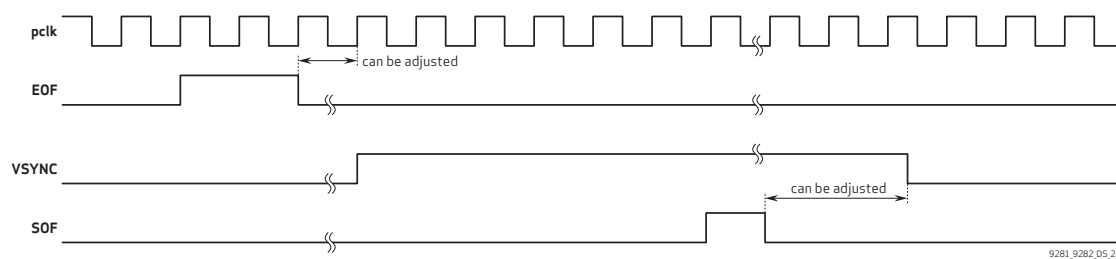 pclk
can be adjusted
EOF
VSYNC
can be adjusted
SOF
9281_9282_DS_2